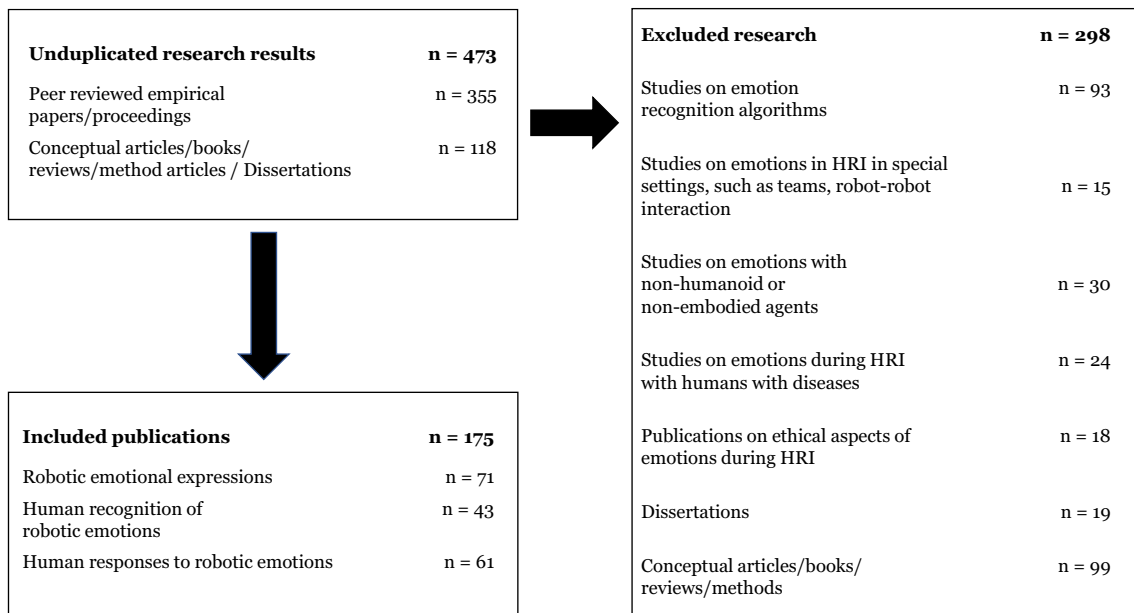 Unduplicated research results n = 473
Peer reviewed empirical n = 355
papers/proceedings
Conceptual articles/books/ n = 118
reviews/method articles / Dissertations
Included publications n = 175
Robotic emotional expressions n = 71
Human recognition of n = 43
robotic emotions
Human responses to robotic emotions n = 61
Excluded research n = 298
Studies on emotion n = 93
recognition algorithms
Studies on emotions in HRI in special
settings, such as teams, robot-robot n = 15
interaction
Studies on emotions with
non-humanoid or n = 30
non-embodied agents
Studies on emotions during HRI n = 24
with humans with diseases
Publications on ethical aspects of n = 18
emotions during HRI
Dissertations n = 19
Conceptual articles/books/ n = 99
reviews/methods